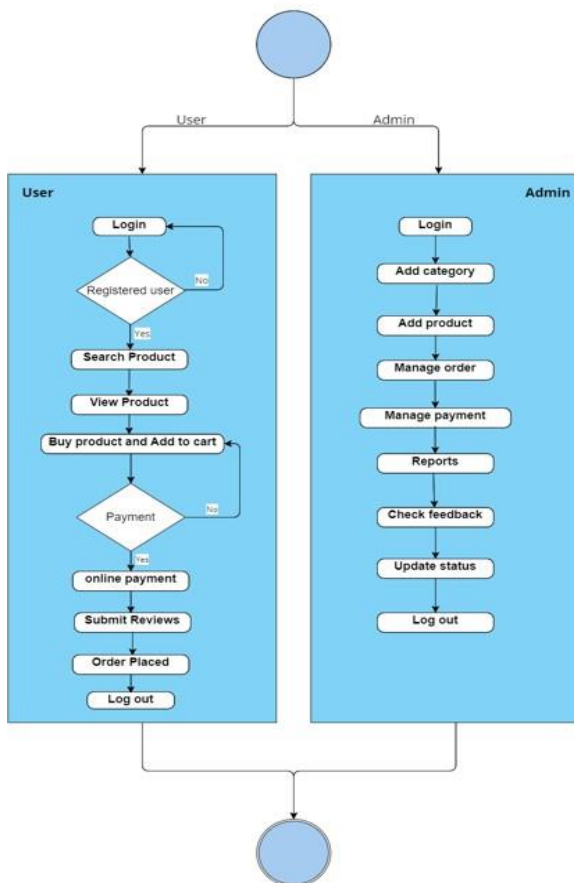 User
Admin
User
Login
Registered user
No
Yes
Search Product
View Product
Buy product and Add to cart
Payment
No
Yes
online payment
Submit Reviews
Order Placed
Log out
Admin
Login
Add category
Add product
Manage order
Manage payment
Reports
Check feedback
Update status
Log out